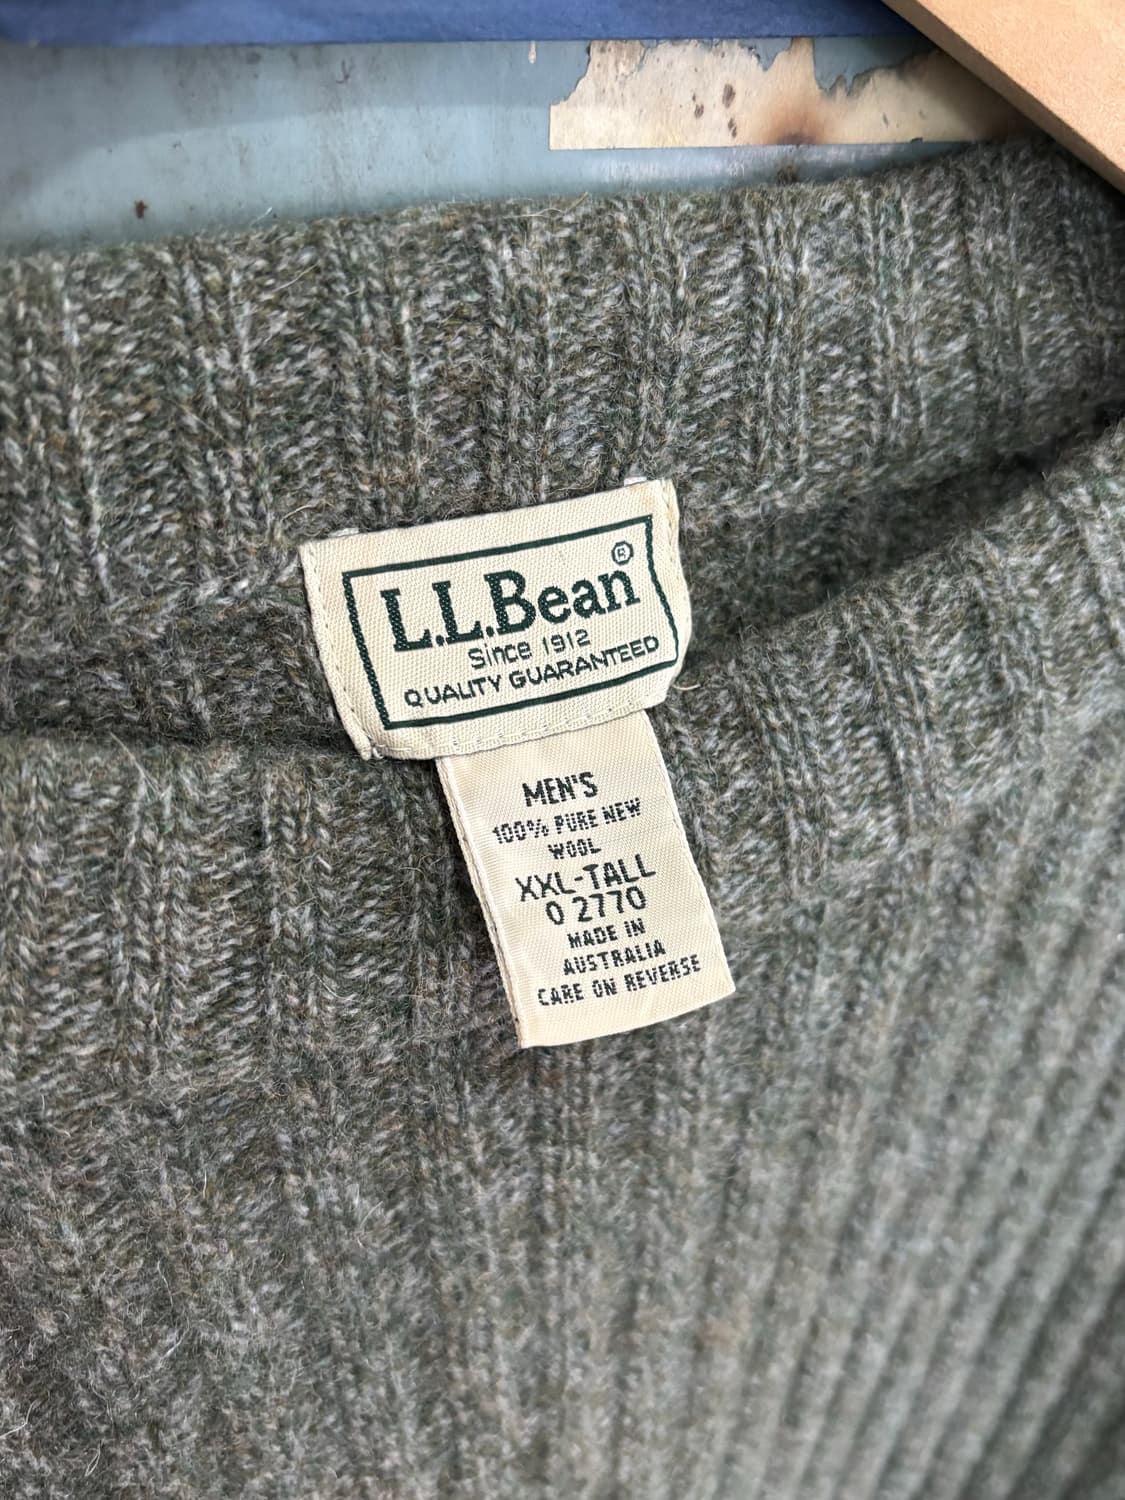 L.L.Bean®
Since 1912
QUALITY GUARANTEED
MEN'S
100% PURE NEW
WOOL
XXL-TALL
0 2770
MADE IN
AUSTRALIA
CARE ON REVERSE